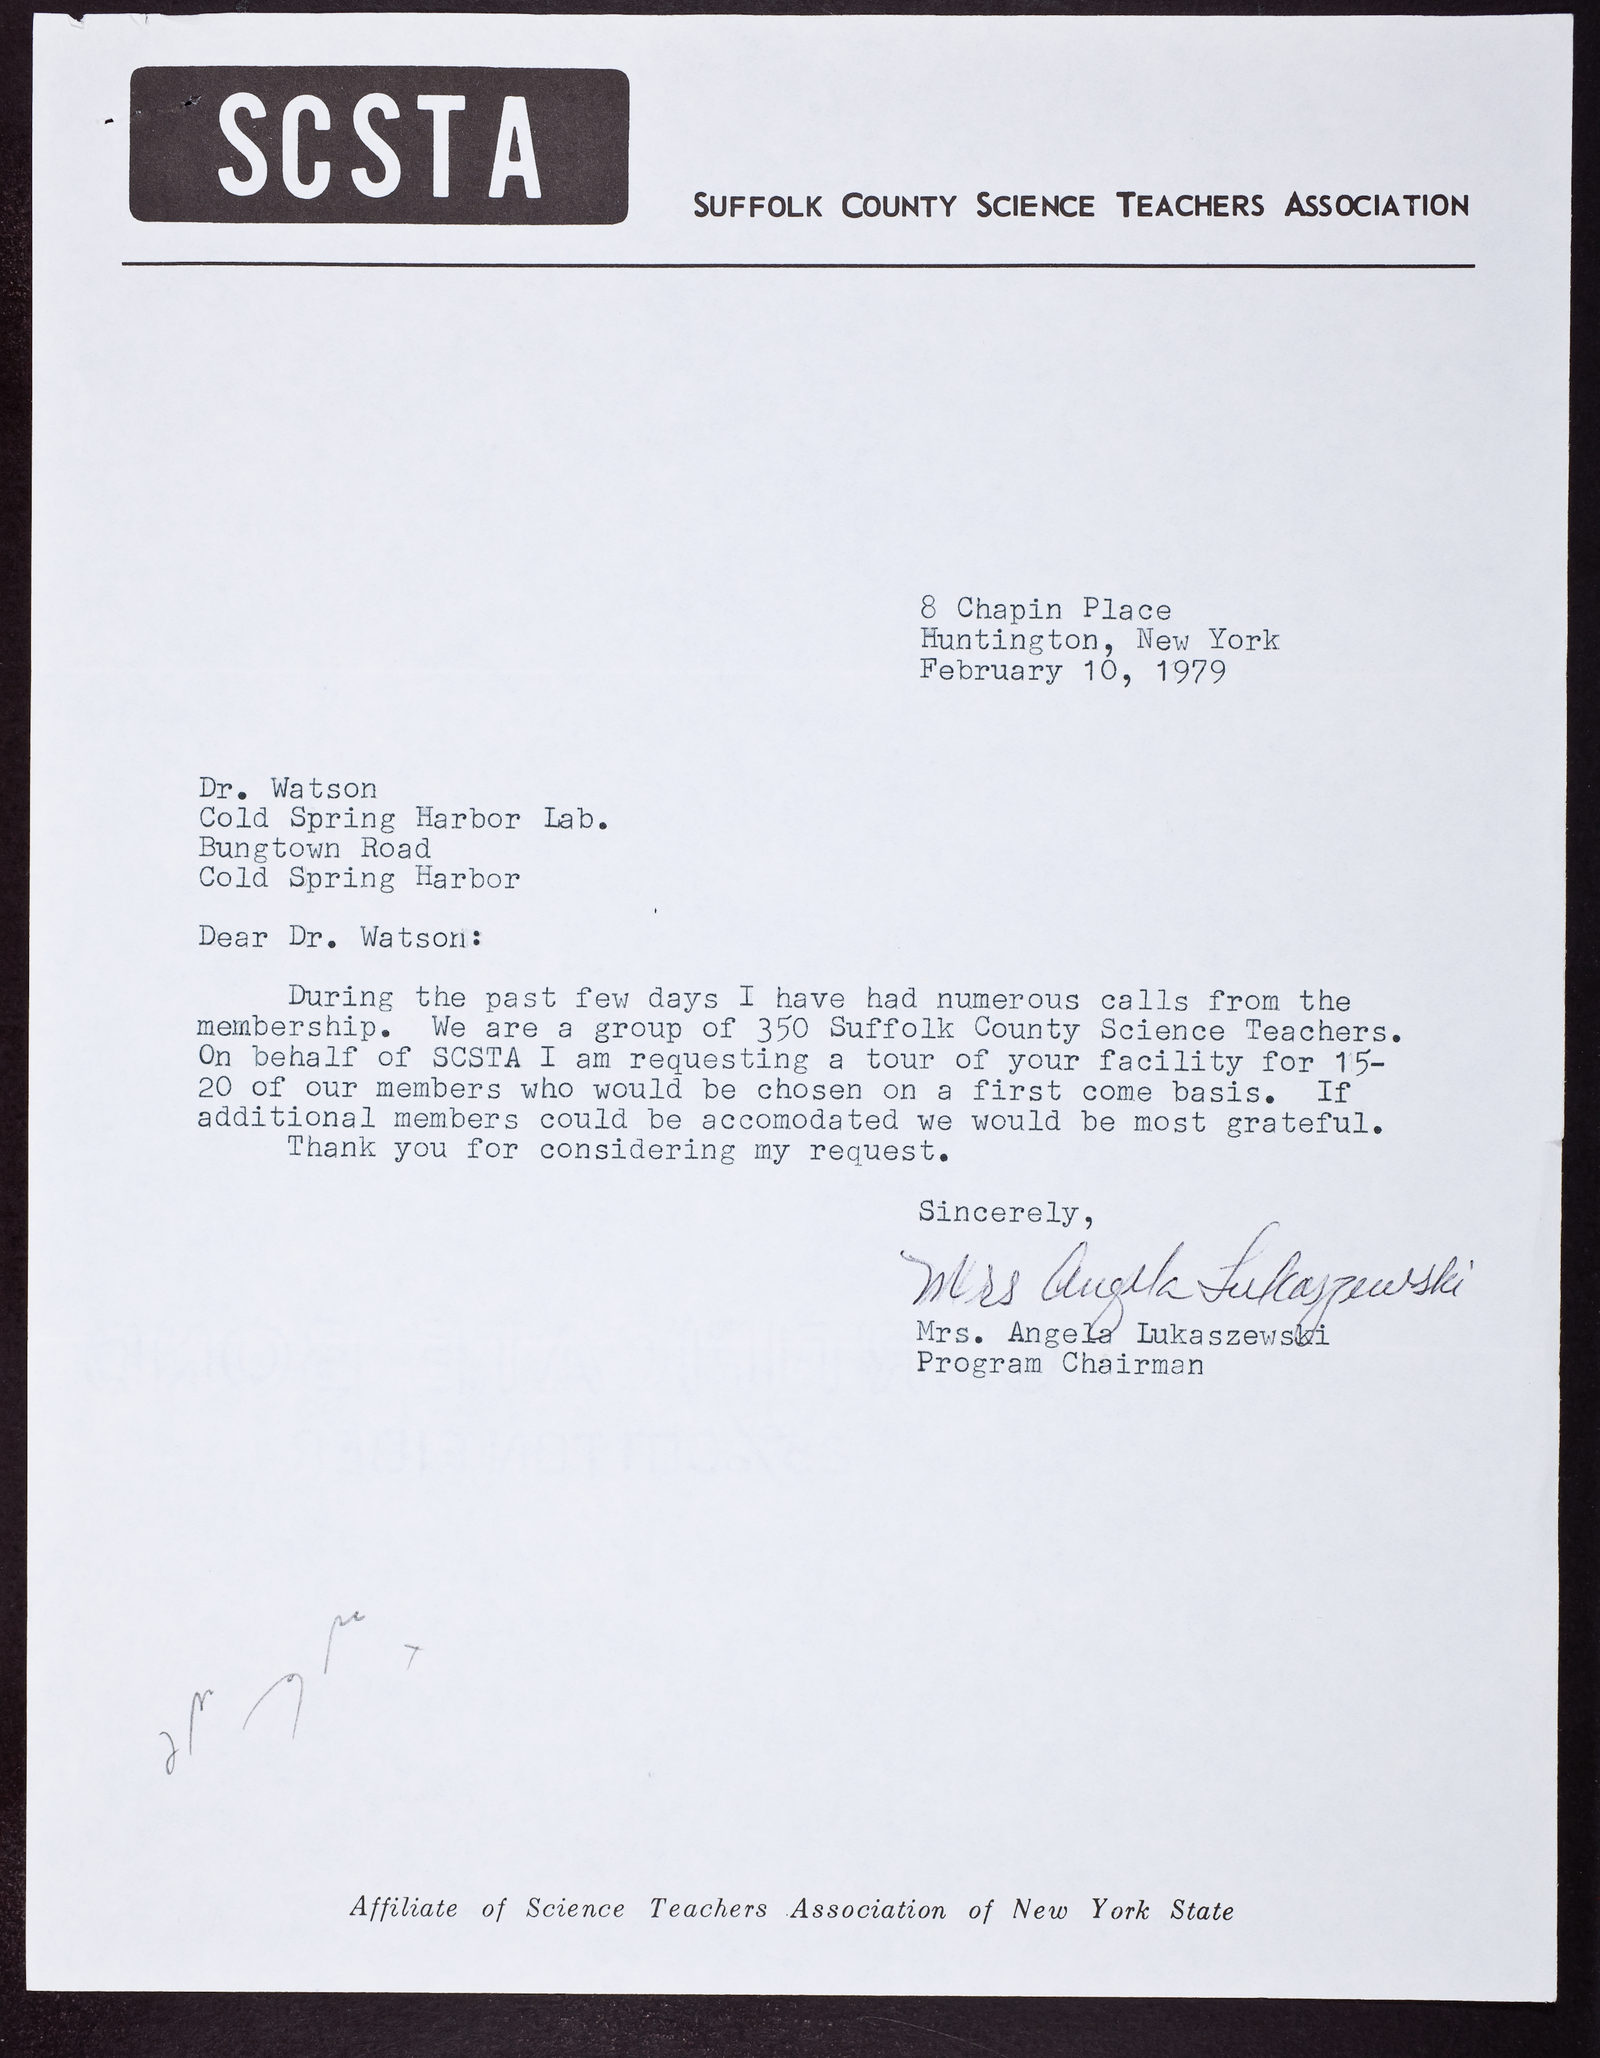 SCSTA
SUFFOLK COUNTY SCIENCE TEACHERS ASSOCIATION
8 Chapin Place
Huntington, New York
February 10, 1979
Dr. Watson
Cold Spring Harbor Lab.
Bungtown Road
Cold Spring Harbor
Dear Dr. Watson:
During the past few days I have had numerous calls from the
membership. We are a group of 350 Suffolk County Science Teachers.
On behalf of SCSTA I am requesting a tour of your facility for 15-
20 of our members who would be chosen on a first come basis. If
additional members could be accomodated we would be most grateful.
Thank you for considering my request.
Sincerely,
Mrs Angela Lukaszewski
Mrs. Angela Lukaszewski
Program Chairman
Affiliate of Science Teachers Association of New York State